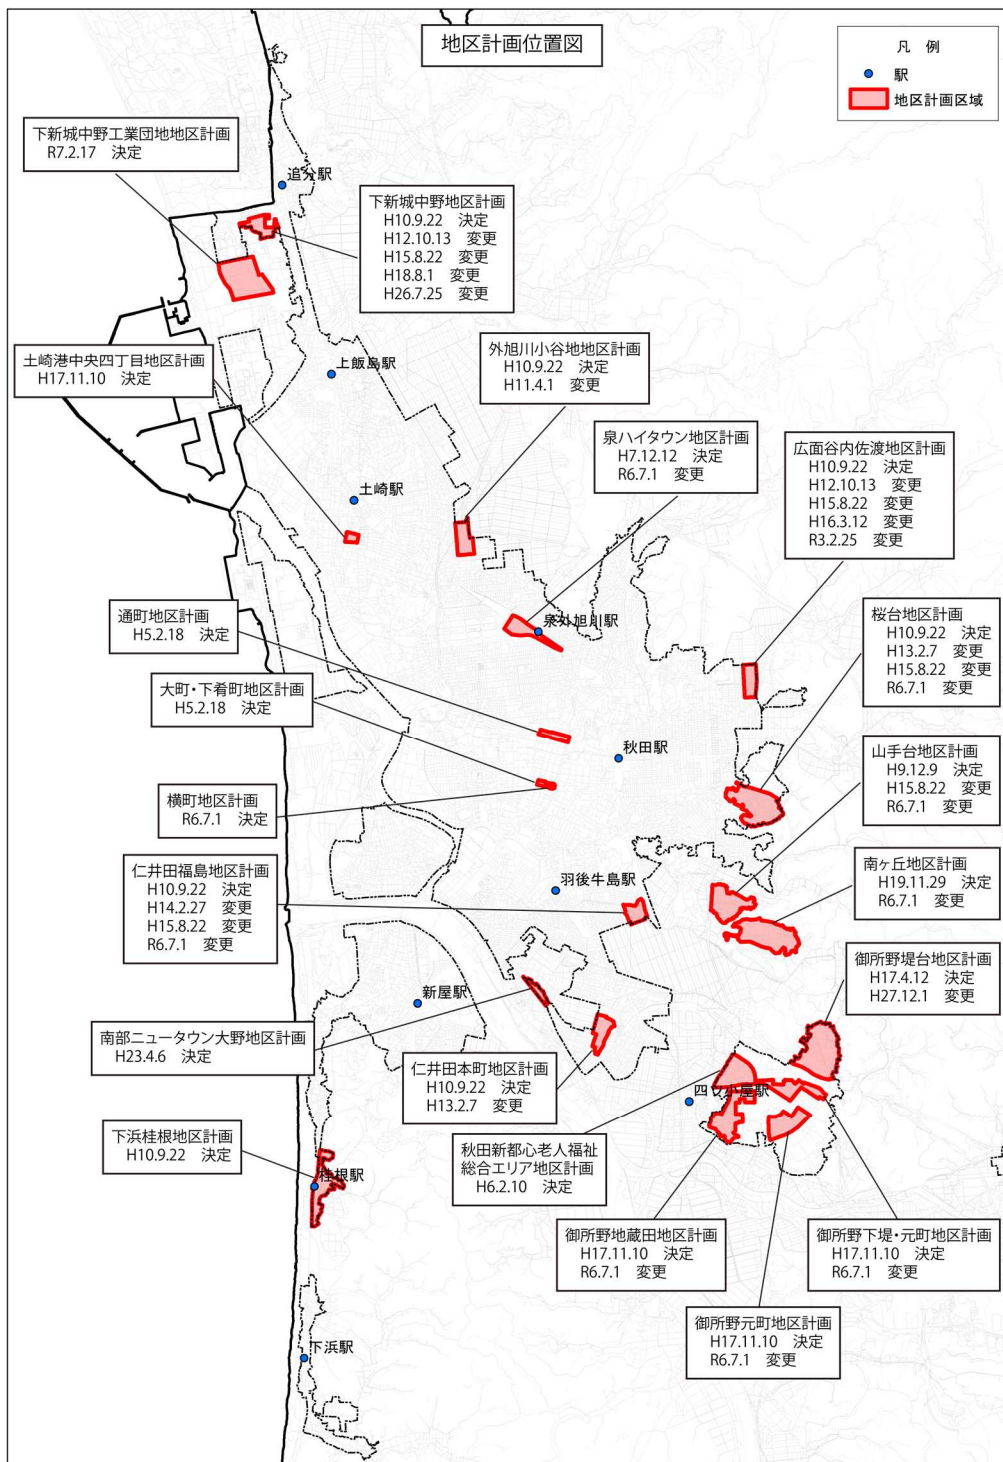 地区計画位置図
凡 例
駅
地区計画区域
下新城中野工業団地地区計画
R7.2.17 決定
追分駅
下新城中野地区計画
H10.9.22 決定
H12.10.13 変更
H15.8.22 変更
H18.8.1 変更
H26.7.25 変更
土崎港中央四丁目地区計画
H17.11.10 決定
上飯島駅
外旭川小谷地地区計画
H10.9.22 決定
H11.4.1 変更
泉ハイタウン地区計画
H7.12.12 決定
R6.7.1 変更
広面谷内佐渡地区計画
H10.9.22 決定
H12.10.13 変更
H15.8.22 変更
H16.3.12 変更
R3.2.25 変更
土崎駅
泉外旭川駅
通町地区計画
H5.2.18 決定
桜台地区計画
H10.9.22 決定
H13.2.7 変更
H15.8.22 変更
R6.7.1 変更
大町・下肴町地区計画
H5.2.18 決定
秋田駅
山手台地区計画
H9.12.9 決定
H15.8.22 変更
R6.7.1 変更
横町地区計画
R6.7.1 決定
仁井田福島地区計画
H10.9.22 決定
H14.2.27 変更
H15.8.22 変更
R6.7.1 変更
羽後牛島駅
南ヶ丘地区計画
H19.11.29 決定
R6.7.1 変更
御所野堤台地区計画
H17.4.12 決定
H27.12.1 変更
新屋駅
南部ニュータウン大野地区計画
H23.4.6 決定
仁井田本町地区計画
H10.9.22 決定
H13.2.7 変更
四ツ小屋駅
下浜桂根地区計画
H10.9.22 決定
秋田新都心老人福祉
総合エリア地区計画
H6.2.10 決定
桂根駅
御所野地蔵田地区計画
H17.11.10 決定
R6.7.1 変更
御所野下堤・元町地区計画
H17.11.10 決定
R6.7.1 変更
御所野元町地区計画
H17.11.10 決定
R6.7.1 変更
下浜駅